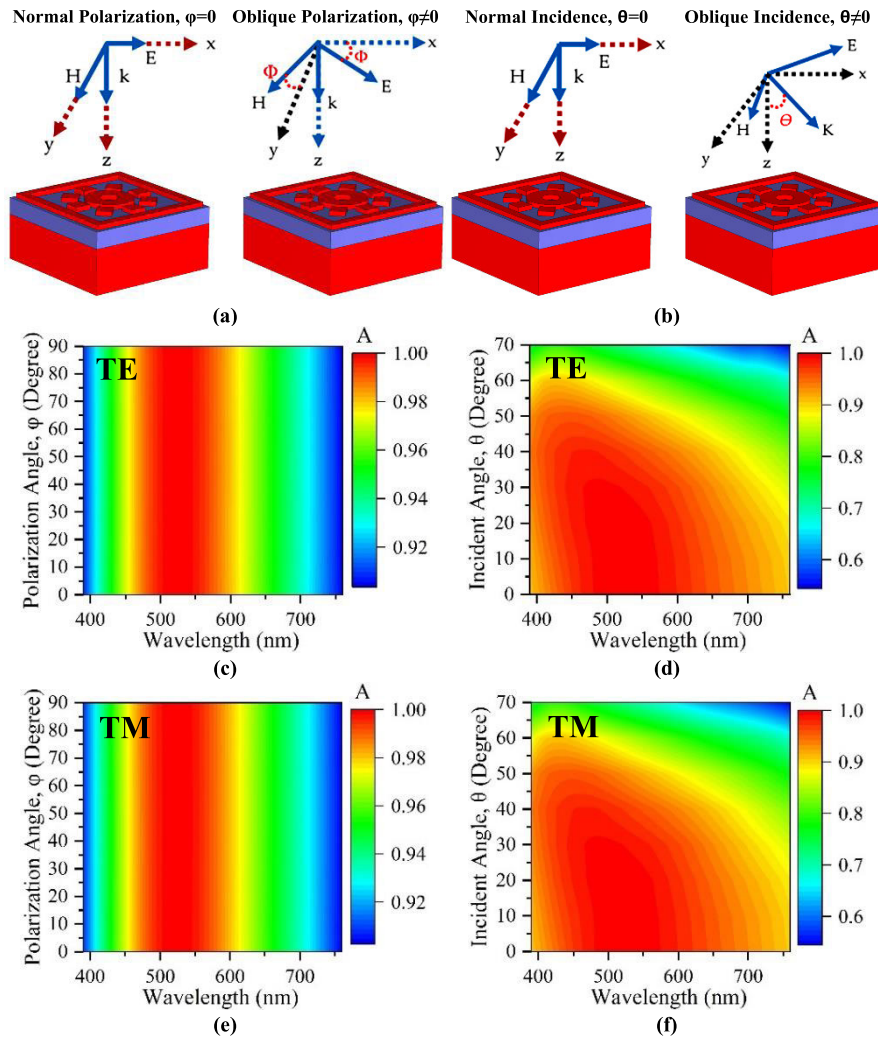 Normal Polarization, φ=0 Oblique Polarization, φ≠0 Normal Incidence, θ=0 Oblique Incidence, θ≠0
x E H k y z
x Φ Φ H k E y z
x E H k y z
E x H Θ K y z
(a) (b)
A
TE
Polarization Angle, φ (Degree)
90
80
70
60
50
40
30
20
10
0
400 500 600 700
Wavelength (nm)
1.00
0.98
0.96
0.94
0.92
(c)
A
TE
Incident Angle, θ (Degree)
70
60
50
40
30
20
10
0
400 500 600 700
Wavelength (nm)
1.0
0.9
0.8
0.7
0.6
(d)
A
TM
Polarization Angle, φ (Degree)
90
80
70
60
50
40
30
20
10
0
400 500 600 700
Wavelength (nm)
1.00
0.98
0.96
0.94
0.92
(e)
A
TM
Incident Angle, θ (Degree)
70
60
50
40
30
20
10
0
400 500 600 700
Wavelength (nm)
1.0
0.9
0.8
0.7
0.6
(f)